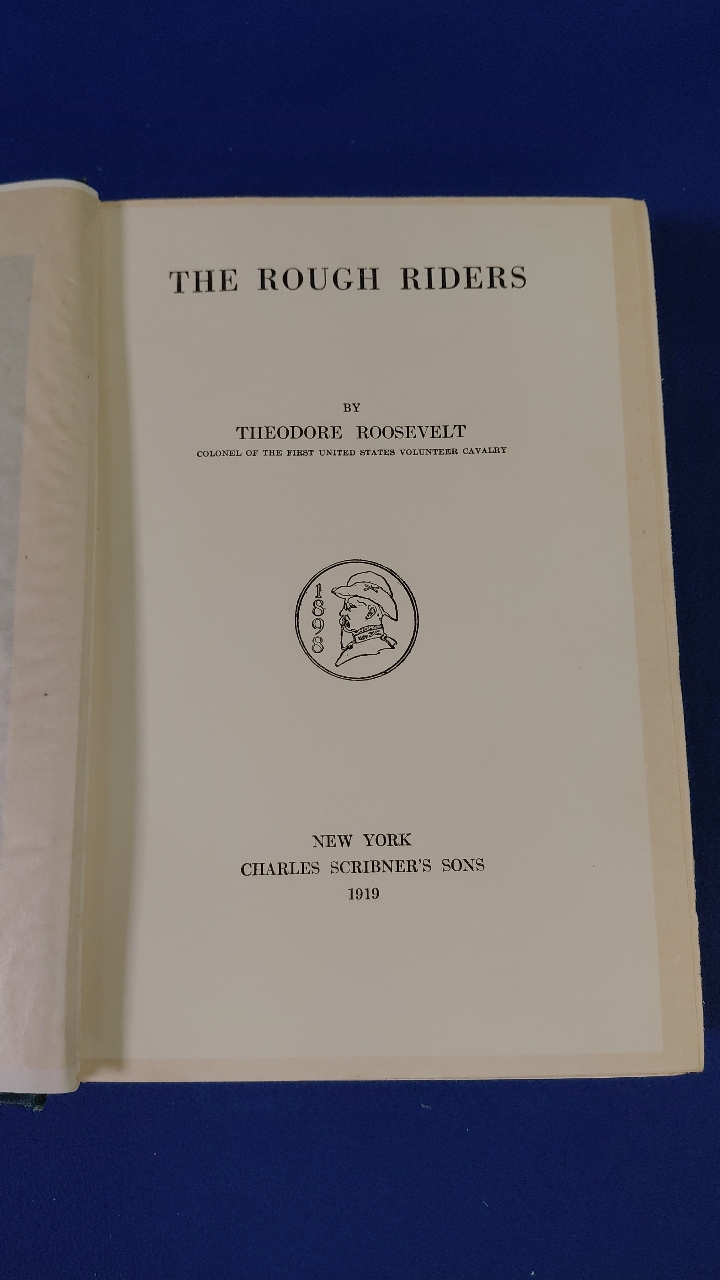 THE ROUGH RIDERS
BY
THEODORE ROOSEVELT
COLONEL OF THE FIRST UNITED STATES VOLUNTEER CAVALRY
1898
NEW YORK
CHARLES SCRIBNER'S SONS
1919